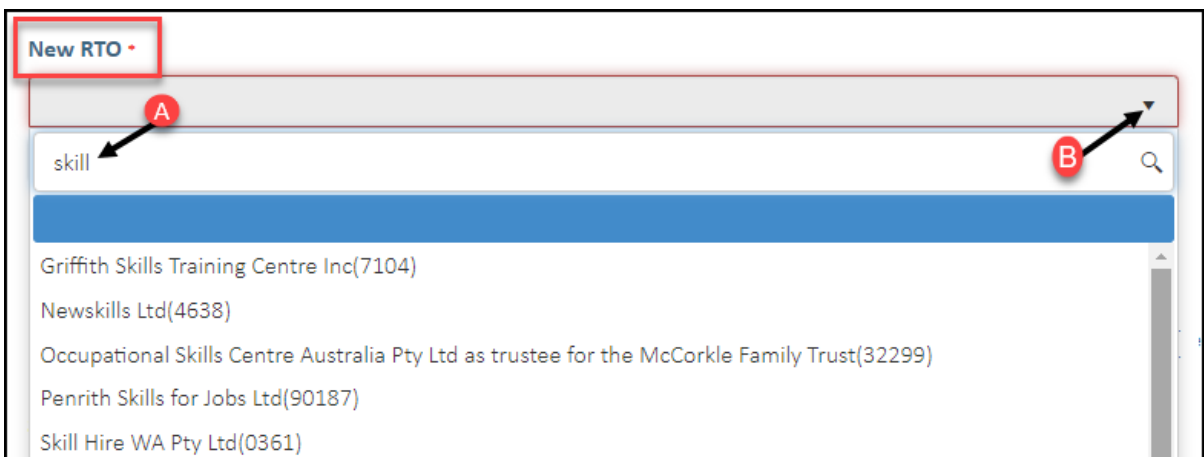 New RTO *
A
skill
B
Griffith Skills Training Centre Inc(7104)
Newskills Ltd(4638)
Occupational Skills Centre Australia Pty Ltd as trustee for the McCorkle Family Trust(32299)
Penrith Skills for Jobs Ltd(90187)
Skill Hire WA Pty Ltd(0361)